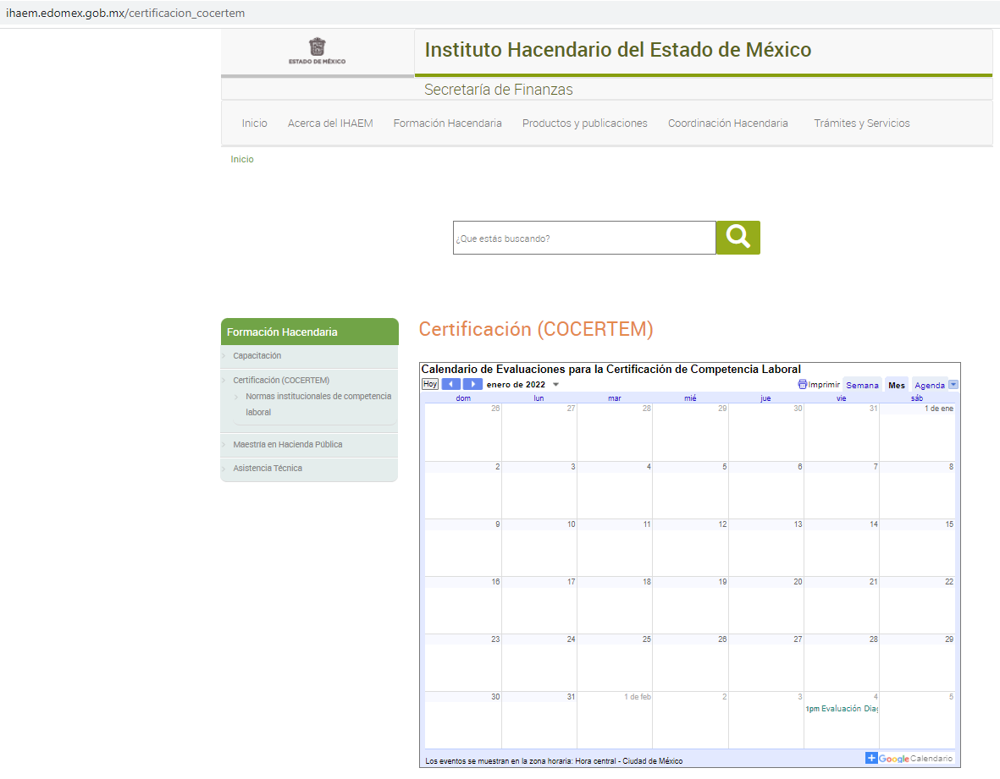 ihaem.edomex.gob.mx/certificacion_cocertem
ESTADO DE MÉXICO
Instituto Hacendario del Estado de México
Secretaría de Finanzas
Inicio Acerca del IHAEM Formación Hacendaria Productos y publicaciones Coordinación Hacendaria Trámites y Servicios
Inicio
¿Que estás buscando?
Formación Hacendaria
Capacitación
Certificación (COCERTEM)
Normas institucionales de competencia
laboral
Maestría en Hacienda Pública
Asistencia Técnica
Certificación (COCERTEM)
Calendario de Evaluaciones para la Certificación de Competencia Laboral
Hoy enero de 2022 Imprimir Semana Mes Agenda
dom lun mar mié jue vie sáb
26 27 28 29 30 31 1 de ene
2 3 4 5 6 7 8
9 10 11 12 13 14 15
16 17 18 19 20 21 22
23 24 25 26 27 28 29
30 31 1 de feb 2 3 4 5
1pm Evaluación Diag
Los eventos se muestran en la zona horaria: Hora central - Ciudad de México
Google Calendario